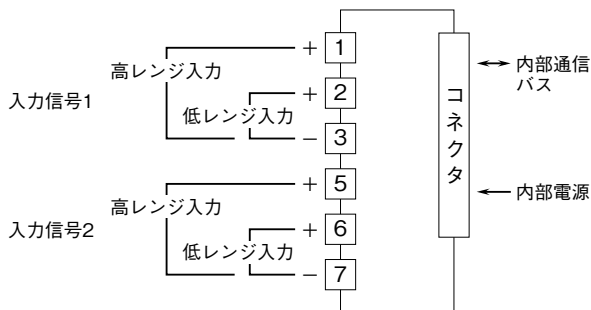 入力信号1
高レンジ入力
低レンジ入力
+ 1
+ 2
− 3
入力信号2
高レンジ入力
低レンジ入力
+ 5
+ 6
− 7
コネクタ
内部通信
バス
内部電源